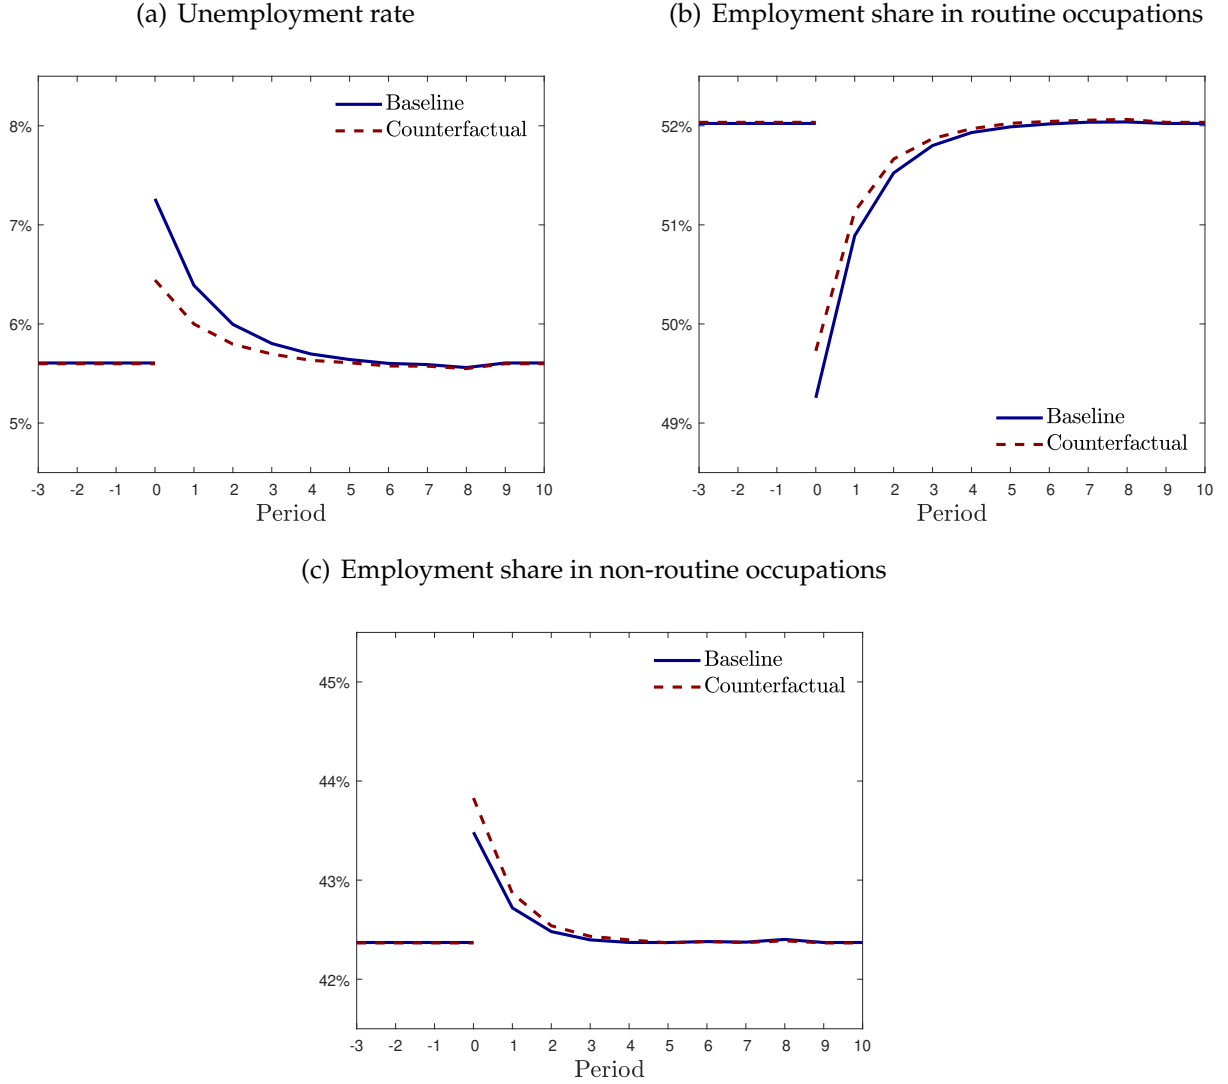 (a) Unemployment rate
8%
7%
6%
5%
Baseline
Counterfactual
-3 -2 -1 0 1 2 3 4 5 6 7 8 9 10
Period
(b) Employment share in routine occupations
52%
51%
50%
49%
Baseline
Counterfactual
-3 -2 -1 0 1 2 3 4 5 6 7 8 9 10
Period
(c) Employment share in non-routine occupations
45%
44%
43%
42%
Baseline
Counterfactual
-3 -2 -1 0 1 2 3 4 5 6 7 8 9 10
Period